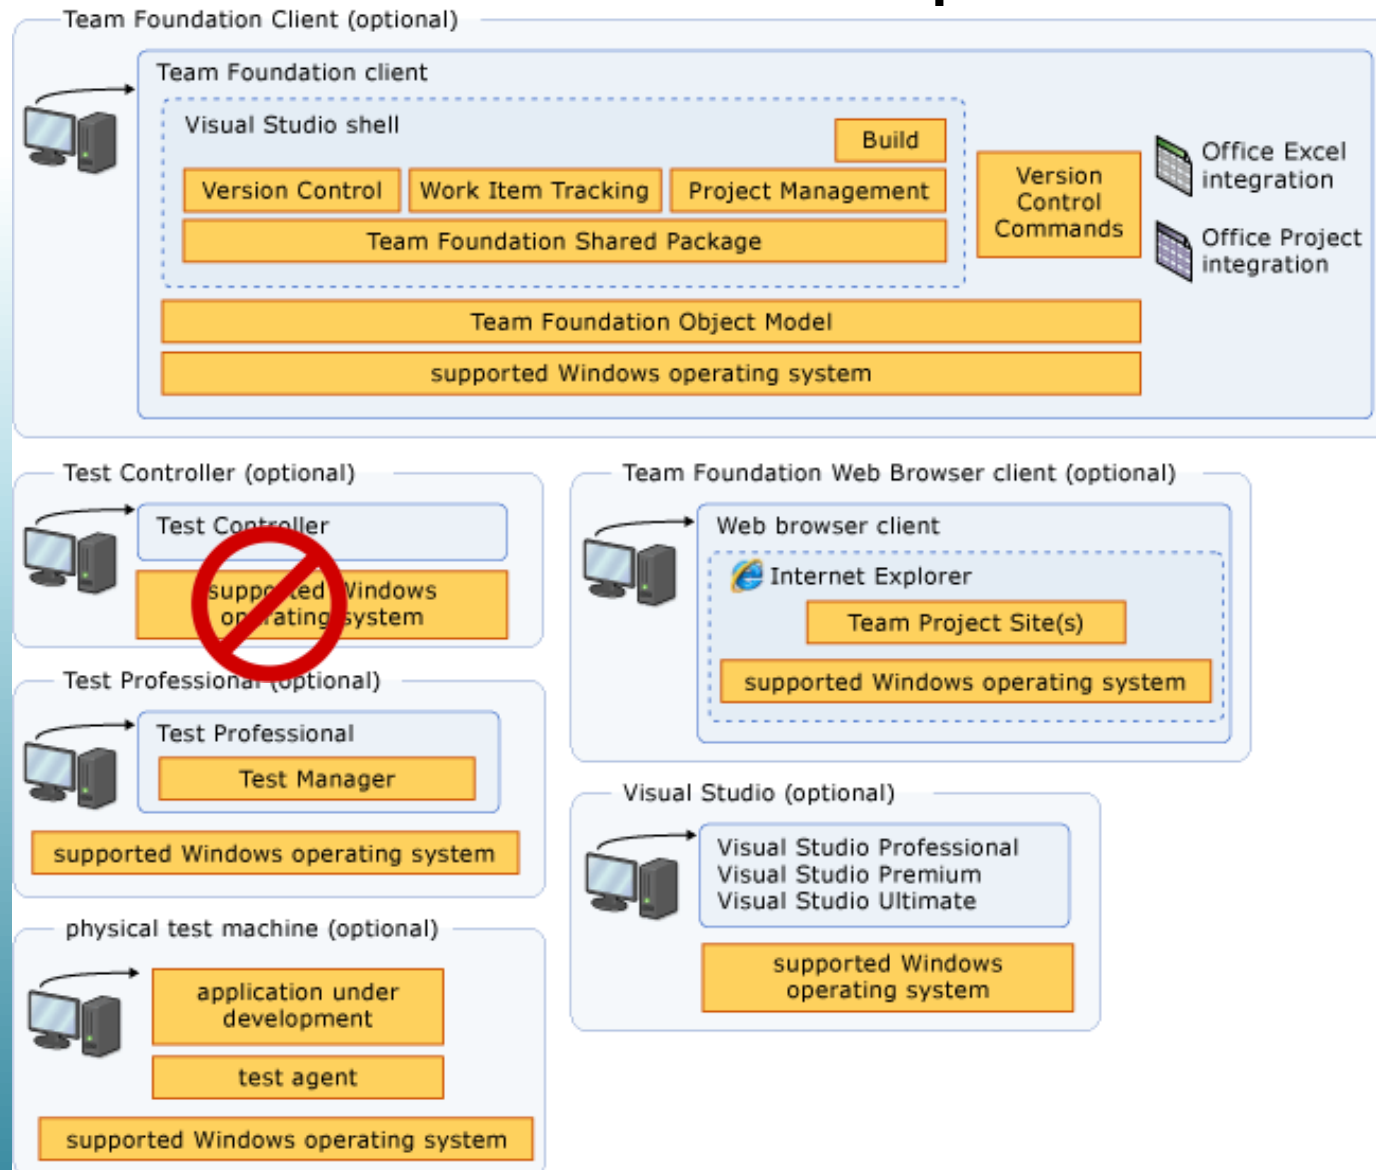 Team Foundation Client (optional)
Team Foundation client
Visual Studio shell
Build
Version Control
Work Item Tracking
Project Management
Team Foundation Shared Package
Version
Control
Commands
Office Excel
integration
Office Project
integration
Team Foundation Object Model
supported Windows operating system
Test Controller (optional)
Test Controller
supported Windows
operating system
Test Professional (optional)
Test Professional
Test Manager
supported Windows operating system
physical test machine (optional)
application under
development
test agent
supported Windows operating system
Team Foundation Web Browser client (optional)
Web browser client
Internet Explorer
Team Project Site(s)
supported Windows operating system
Visual Studio (optional)
Visual Studio Professional
Visual Studio Premium
Visual Studio Ultimate
supported Windows
operating system